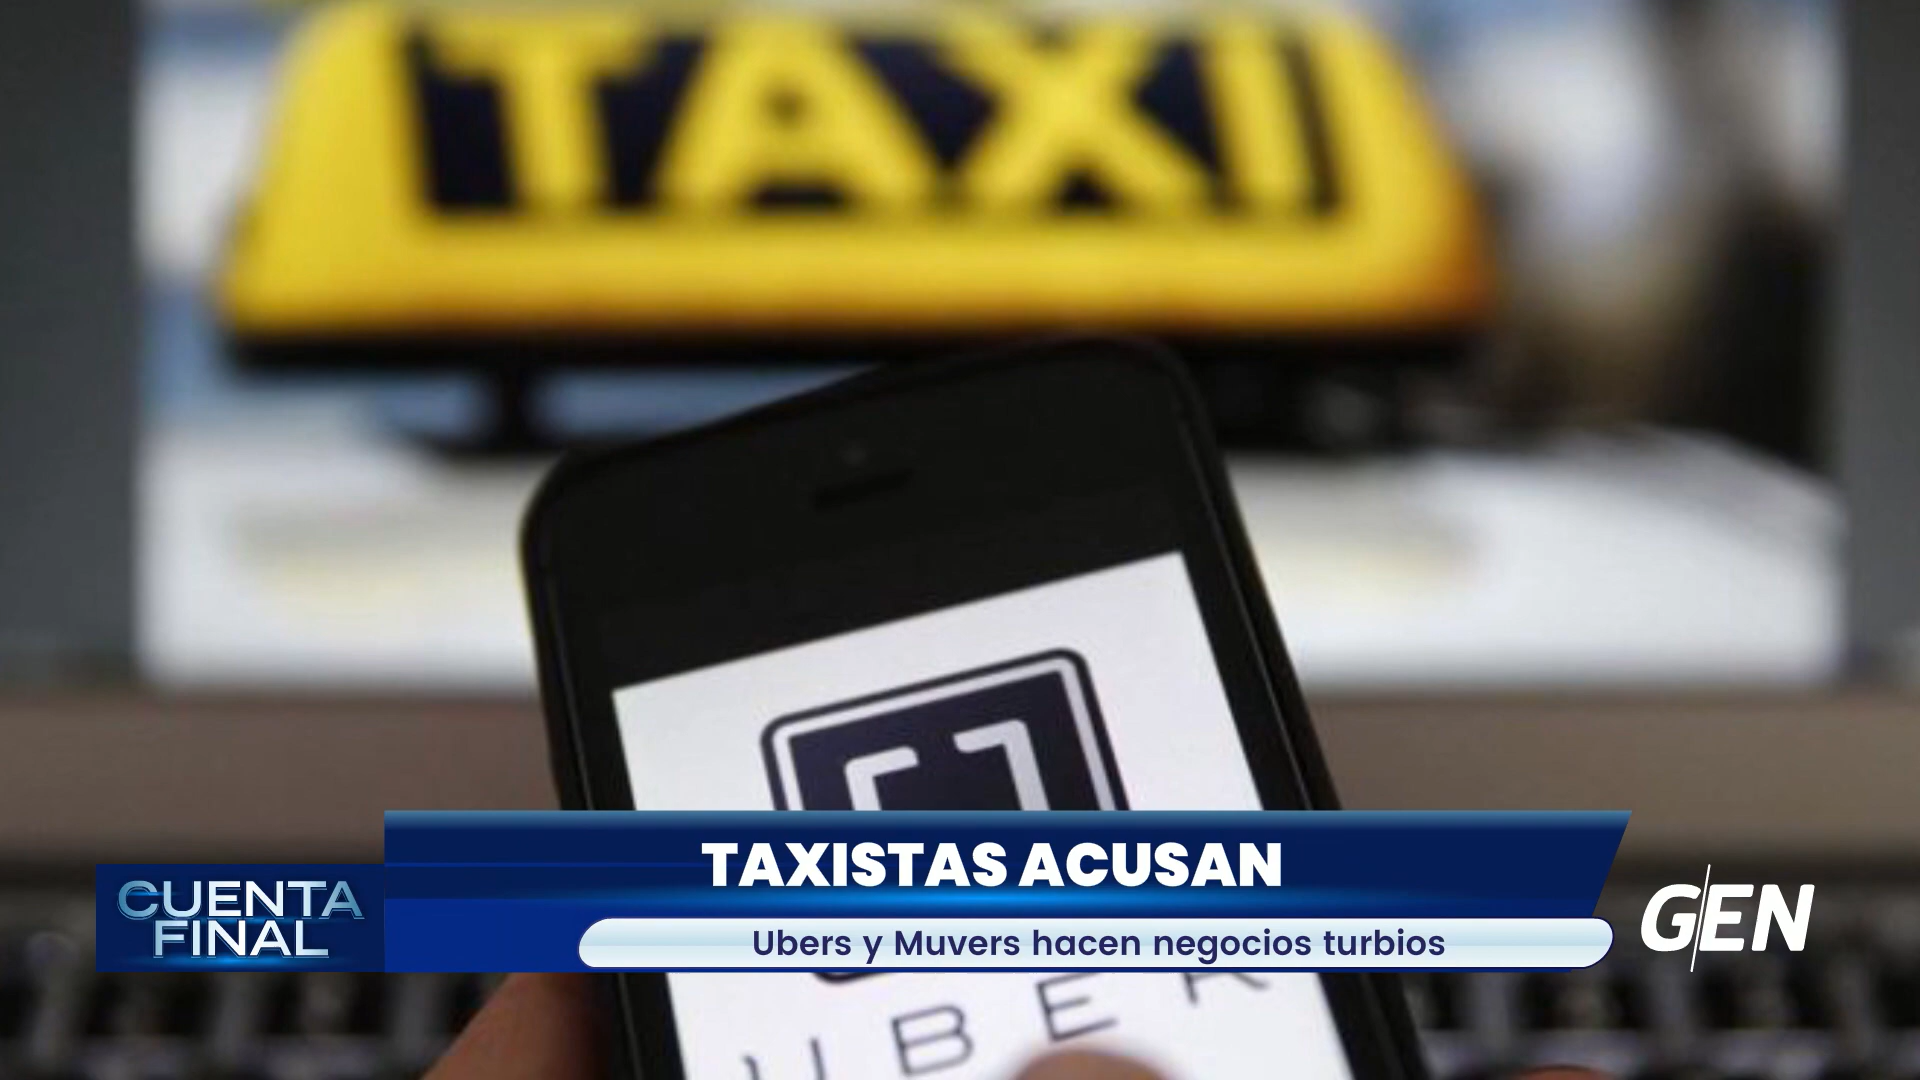 TAXI
TAXISTAS ACUSAN
CUENTA
FINAL
Ubers y Muvers hacen negocios turbios
GEN
UBER